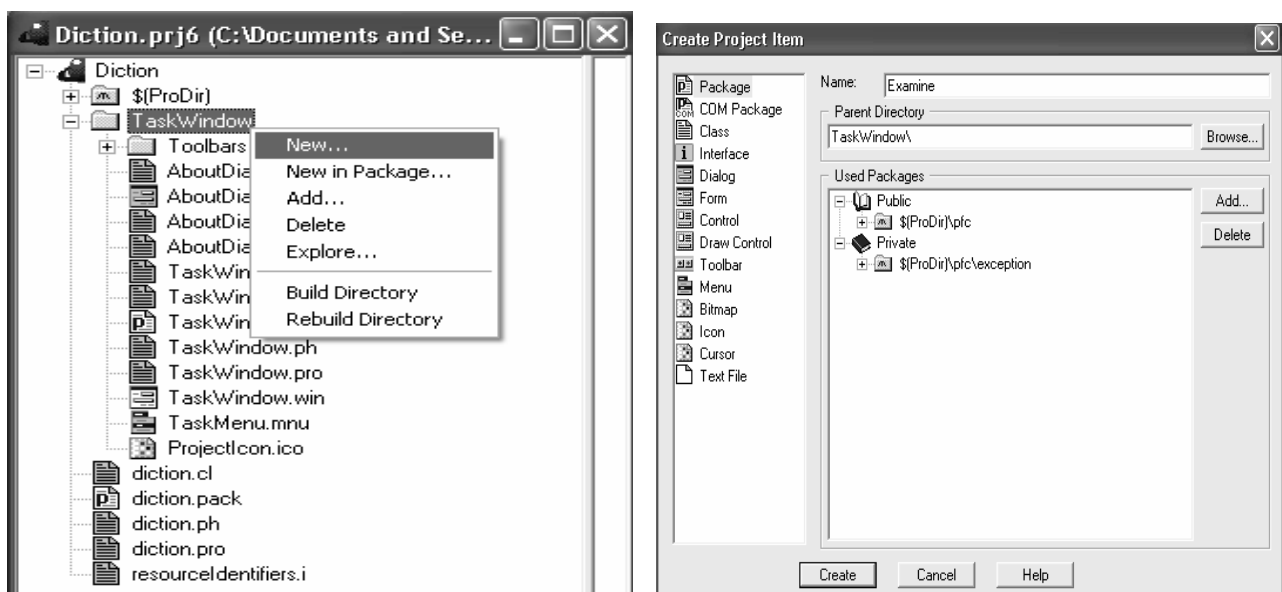 Diction.prj6 (C:\Documents and Se...
Diction
$(ProDir)
TaskWindow
Toolbars
AboutDia
AboutDia
AboutDia
AboutDia
TaskWin
TaskWin
TaskWin
TaskWindow.ph
TaskWindow.pro
TaskWindow.win
TaskMenu.mnu
ProjectIcon.ico
diction.cl
diction.pack
diction.ph
diction.pro
resourceIdentifiers.i
New...
New in Package...
Add...
Delete
Explore...
Build Directory
Rebuild Directory
Create Project Item
Package
COM Package
Class
Interface
Dialog
Form
Control
Draw Control
Toolbar
Menu
Bitmap
Icon
Cursor
Text File
Name: Examine
Parent Directory
TaskWindow\ Browse...
Used Packages
Public
$(ProDir)\pfc
Private
$(ProDir)\pfc\exception
Add...
Delete
Create Cancel Help